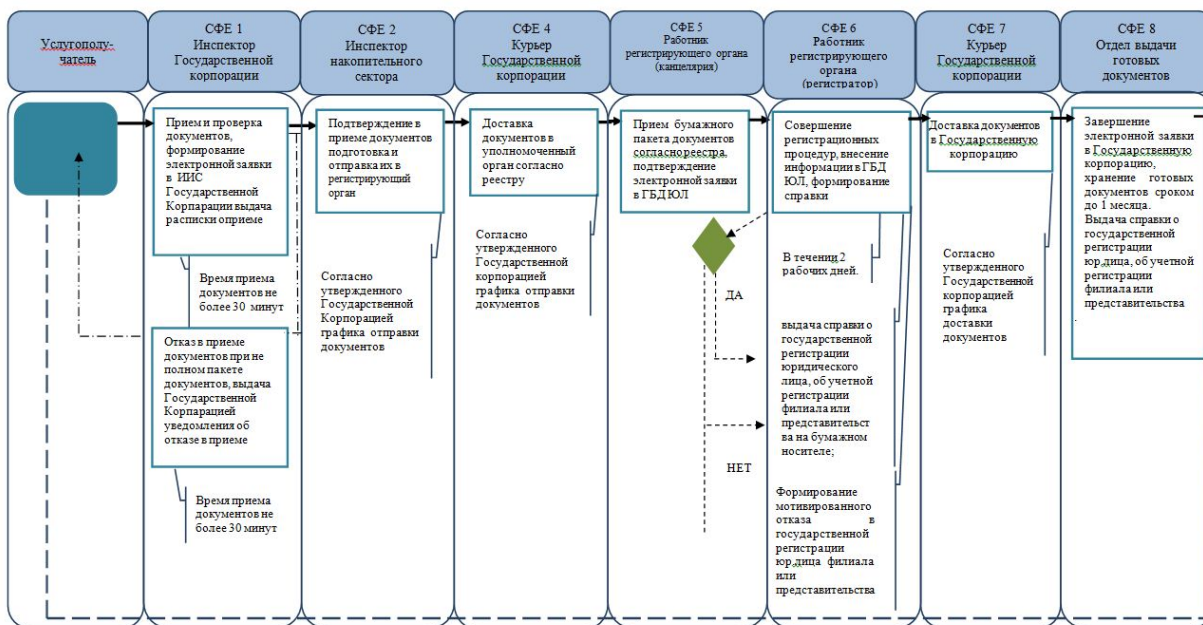 Услугополу-
чатель
СФЕ 1
Инспектор
Государственной
корпорации
СФЕ 2
Инспектор
накопительного
сектора
СФЕ 4
Курьер
Государственной
корпорации
СФЕ 5
Работник
регистрирующего органа
(канцелярия)
СФЕ 6
Работник
регистрирующего
органа
(регистратор)
СФЕ 7
Курьер
Государственной
корпорации
СФЕ 8
Отдел выдачи
готовых
документов
Прием и проверка
документов,
формирование
электронной заявки
в ИИС
Государственной
Корпарации выдача
расписки о приеме
Время приема
документов не
более 30 минут
Отказ в приеме
документов при не
полном пакете
документов, выдача
Государственной
Корпарацией
уведомления об
отказе в приеме
Время приема
документов не
более 30 минут
Подтверждение в
приеме документов
подготовка и
отправка их в
регистрирующий
орган
Согласно
утвержденного
Государственной
Корпорацией
графика отправки
документов
Доставка
документов в
уполномоченный
орган согласно
реестру
Согласно
утвержденного
Государственной
корпорацией
графика отправки
документов
Прием бумажного
пакета документов
согласно реестра,
подтверждение
электронной заявки
в ГБД ЮЛ
ДА
НЕТ
Совершение
регистрационных
процедур, внесение
информации в ГБД
ЮЛ, формирование
справки
В течении 2
рабочих дней.
выдача справки о
государственной
регистрации
юридического
лица, об учетной
регистрации
филиала или
представительст
ва на бумажном
носителе;
Формирование
мотивированного
отказа в
государственной
регистрации
юр.лица филиала
или
представительства
Доставка документов
в Государственную
корпорацию
Согласно
утвержденного
Государственной
корпорацией
графика
доставки
документов
Завершение
электронной заявки
в Государственную
корпорацию,
хранение готовых
документов сроком
до 1 месяца.
Выдача справки о
государственной
регистрации
юр.лица, об учетной
регистрации
филиала или
представительства
.